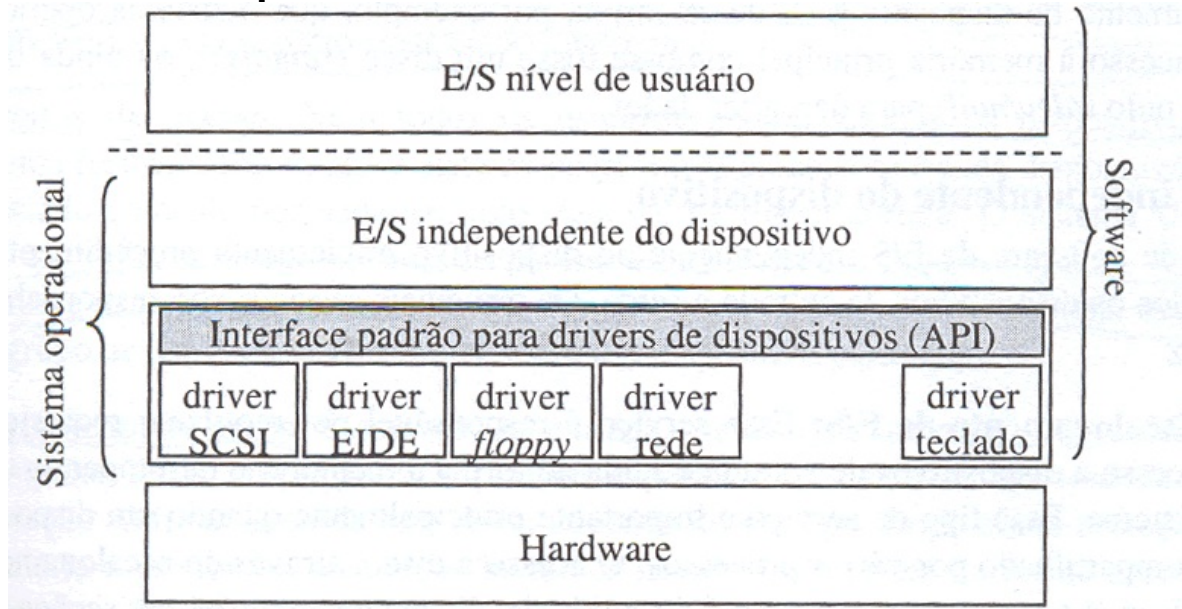 E/S nível de usuário
E/S independente do dispositivo
Interface padrão para drivers de dispositivos (API)
driver
SCSI
driver
EIDE
driver
floppy
driver
rede
driver
teclado
Hardware
Sistema operacional
Software